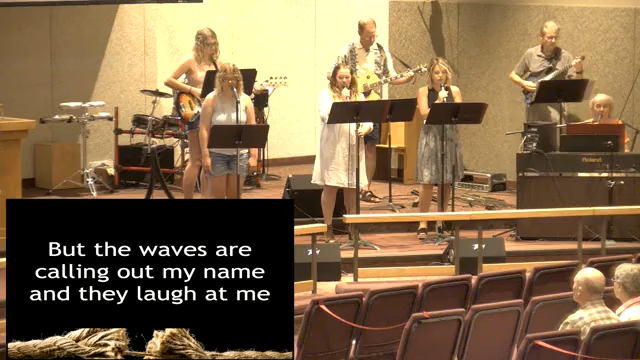 Roland
But the waves are
calling out my name
and they laugh at me